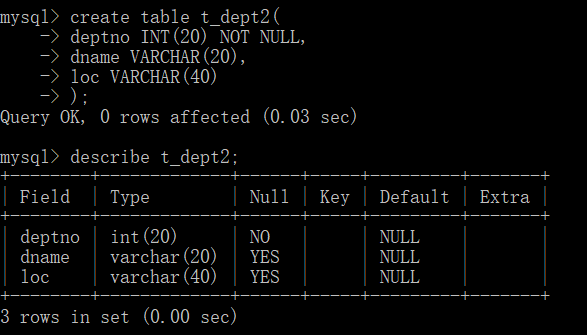 mysql> create table t_dept2(
    -> deptno INT(20) NOT NULL,
    -> dname VARCHAR(20),
    -> loc VARCHAR(40)
    -> );
Query OK, 0 rows affected (0.03 sec)

mysql> describe t_dept2;
+--------+-------------+------+-----+---------+-------+
| Field  | Type        | Null | Key | Default | Extra |
+--------+-------------+------+-----+---------+-------+
| deptno | int(20)     | NO   |     | NULL    |       |
| dname  | varchar(20) | YES  |     | NULL    |       |
| loc    | varchar(40) | YES  |     | NULL    |       |
+--------+-------------+------+-----+---------+-------+
3 rows in set (0.00 sec)